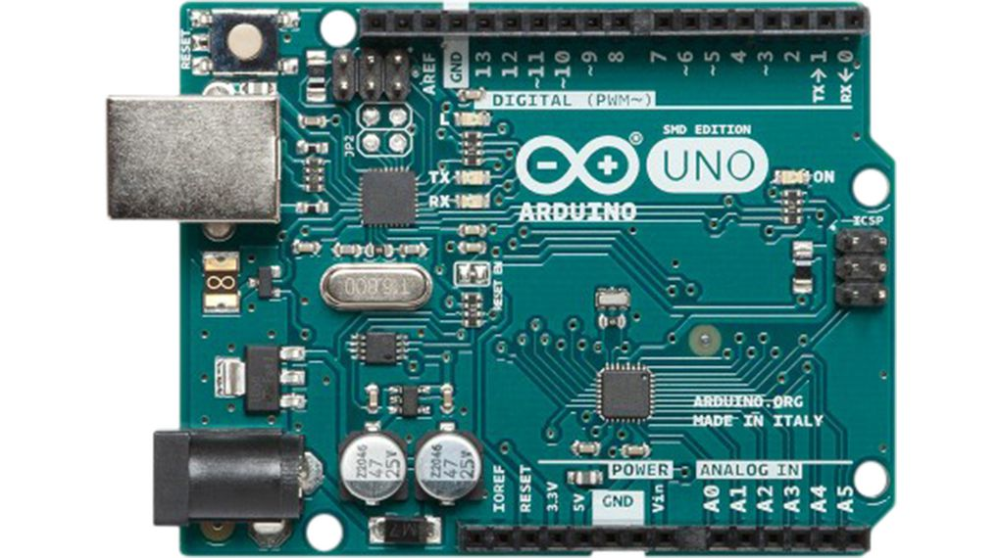 RESET
AREF
GND
13
12
~11
~10
~9
8
7
~6
~5
4
~3
2
TX→1
RX←0
DIGITAL (PWM~)
L
JP2
TX
RX
SMD EDITION
®
UNO
ARDUINO
ON
ICSP
RESET EN
ARDUINO.ORG
MADE IN ITALY
Z2046
47
25V
Z2046
47
25V
M7
POWER
ANALOG IN
IOREF
RESET
3.3V
5V
GND
Vin
A0
A1
A2
A3
A4
A5